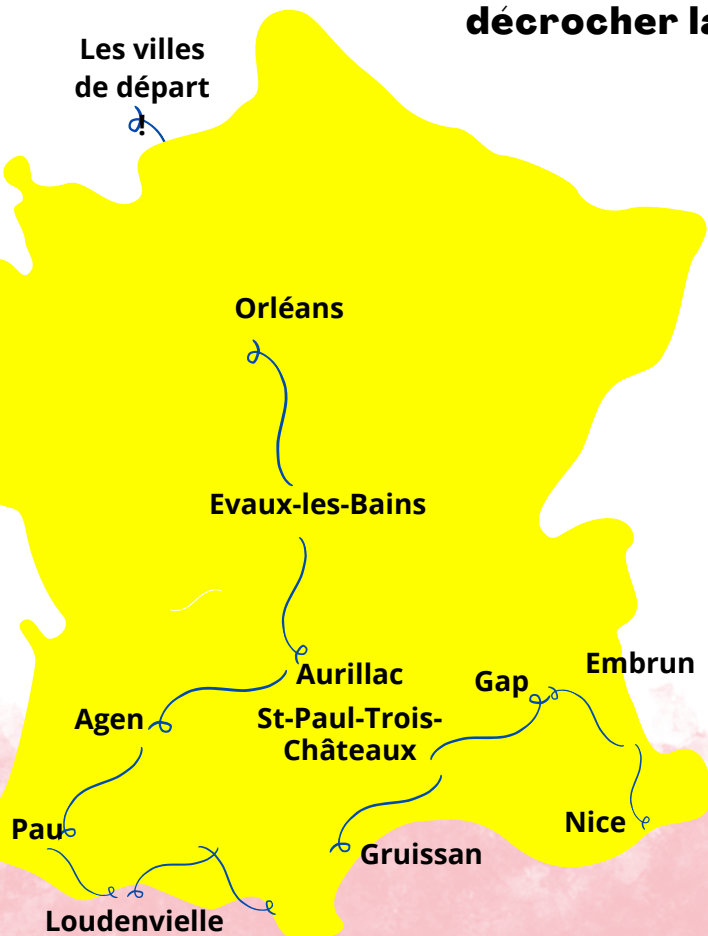 décrocher la
Les villes
de départ
!
Orléans
Evaux-les-Bains
Aurillac
Embrun
Gap
Agen
St-Paul-Trois-
Châteaux
Pau
Nice
Gruissan
Loudenvielle